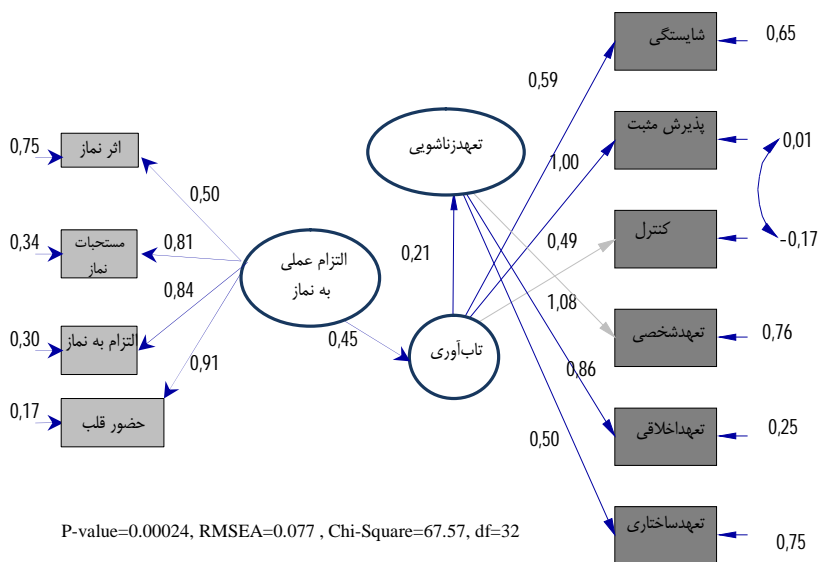 شایستگی
0,65
0,59
پذیرش مثبت
0,01
1,00
تعهدزناشویی
اثر نماز
0,75
0,50
کنترل
-0,17
0,49
مستحبات
نماز
0,34
0,81
التزام عملی
به نماز
0,21
0,84
1,08
تعهدشخصی
0,76
التزام به نماز
0,30
0,45
تاب‌آوری
0,91
0,86
حضور قلب
0,17
تعهداخلاقی
0,25
0,50
تعهدساختاری
0,75
P-value=0.00024, RMSEA=0.077 , Chi-Square=67.57, df=32